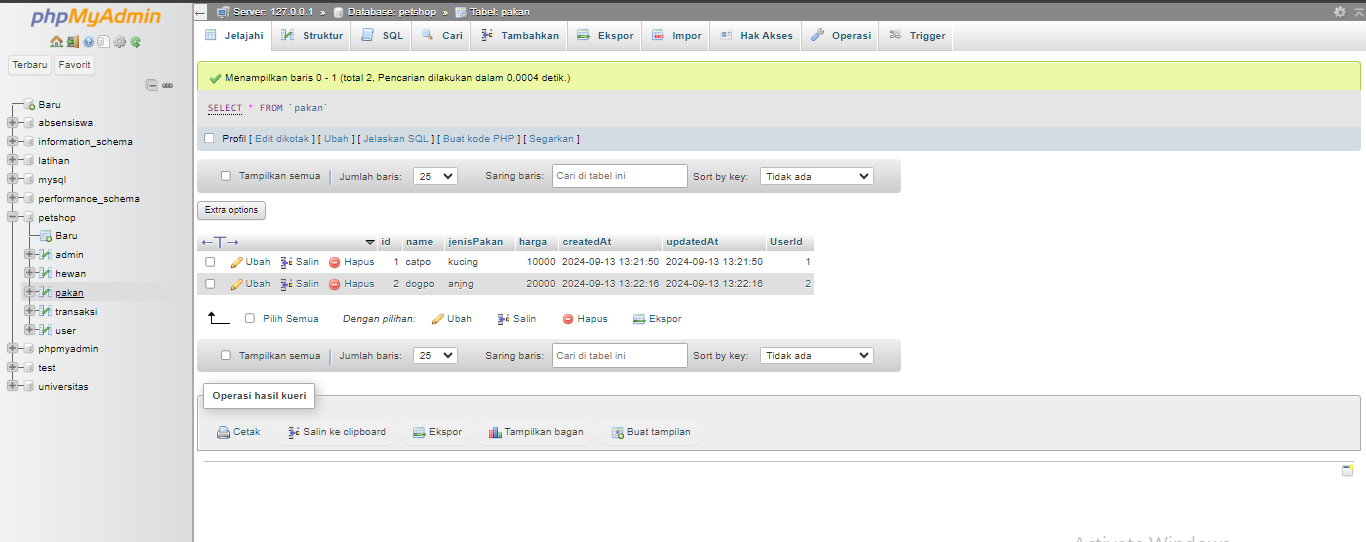 phpMyAdmin
Terbaru Favorit
Baru
absensiswa
information_schema
latihan
mysql
performance_schema
petshop
Baru
admin
hewan
pakan
transaksi
user
phpmyadmin
test
universitas
Server: 127.0.0.1 » Database: petshop » Tabel: pakan
Jelajahi Struktur SQL Cari Tambahkan Ekspor Impor Hak Akses Operasi Trigger
Menampilkan baris 0 - 1 (total 2, Pencarian dilakukan dalam 0,0004 detik.)
SELECT * FROM `pakan`
Profil [ Edit dikotak ] [ Ubah ] [ Jelaskan SQL ] [ Buat kode PHP ] [ Segarkan ]
Tampilkan semua | Jumlah baris: 25 Saring baris: Cari di tabel ini Sort by key: Tidak ada
Extra options
←T→ id name jenisPakan harga createdAt updatedAt UserId
Ubah Salin Hapus 1 catpo kucing 10000 2024-09-13 13:21:50 2024-09-13 13:21:50 1
Ubah Salin Hapus 2 dogpo anjng 20000 2024-09-13 13:22:16 2024-09-13 13:22:16 2
Pilih Semua Dengan pilihan: Ubah Salin Hapus Ekspor
Tampilkan semua | Jumlah baris: 25 Saring baris: Cari di tabel ini Sort by key: Tidak ada
Operasi hasil kueri
Cetak Salin ke clipboard Ekspor Tampilkan bagan Buat tampilan
Activate Windows